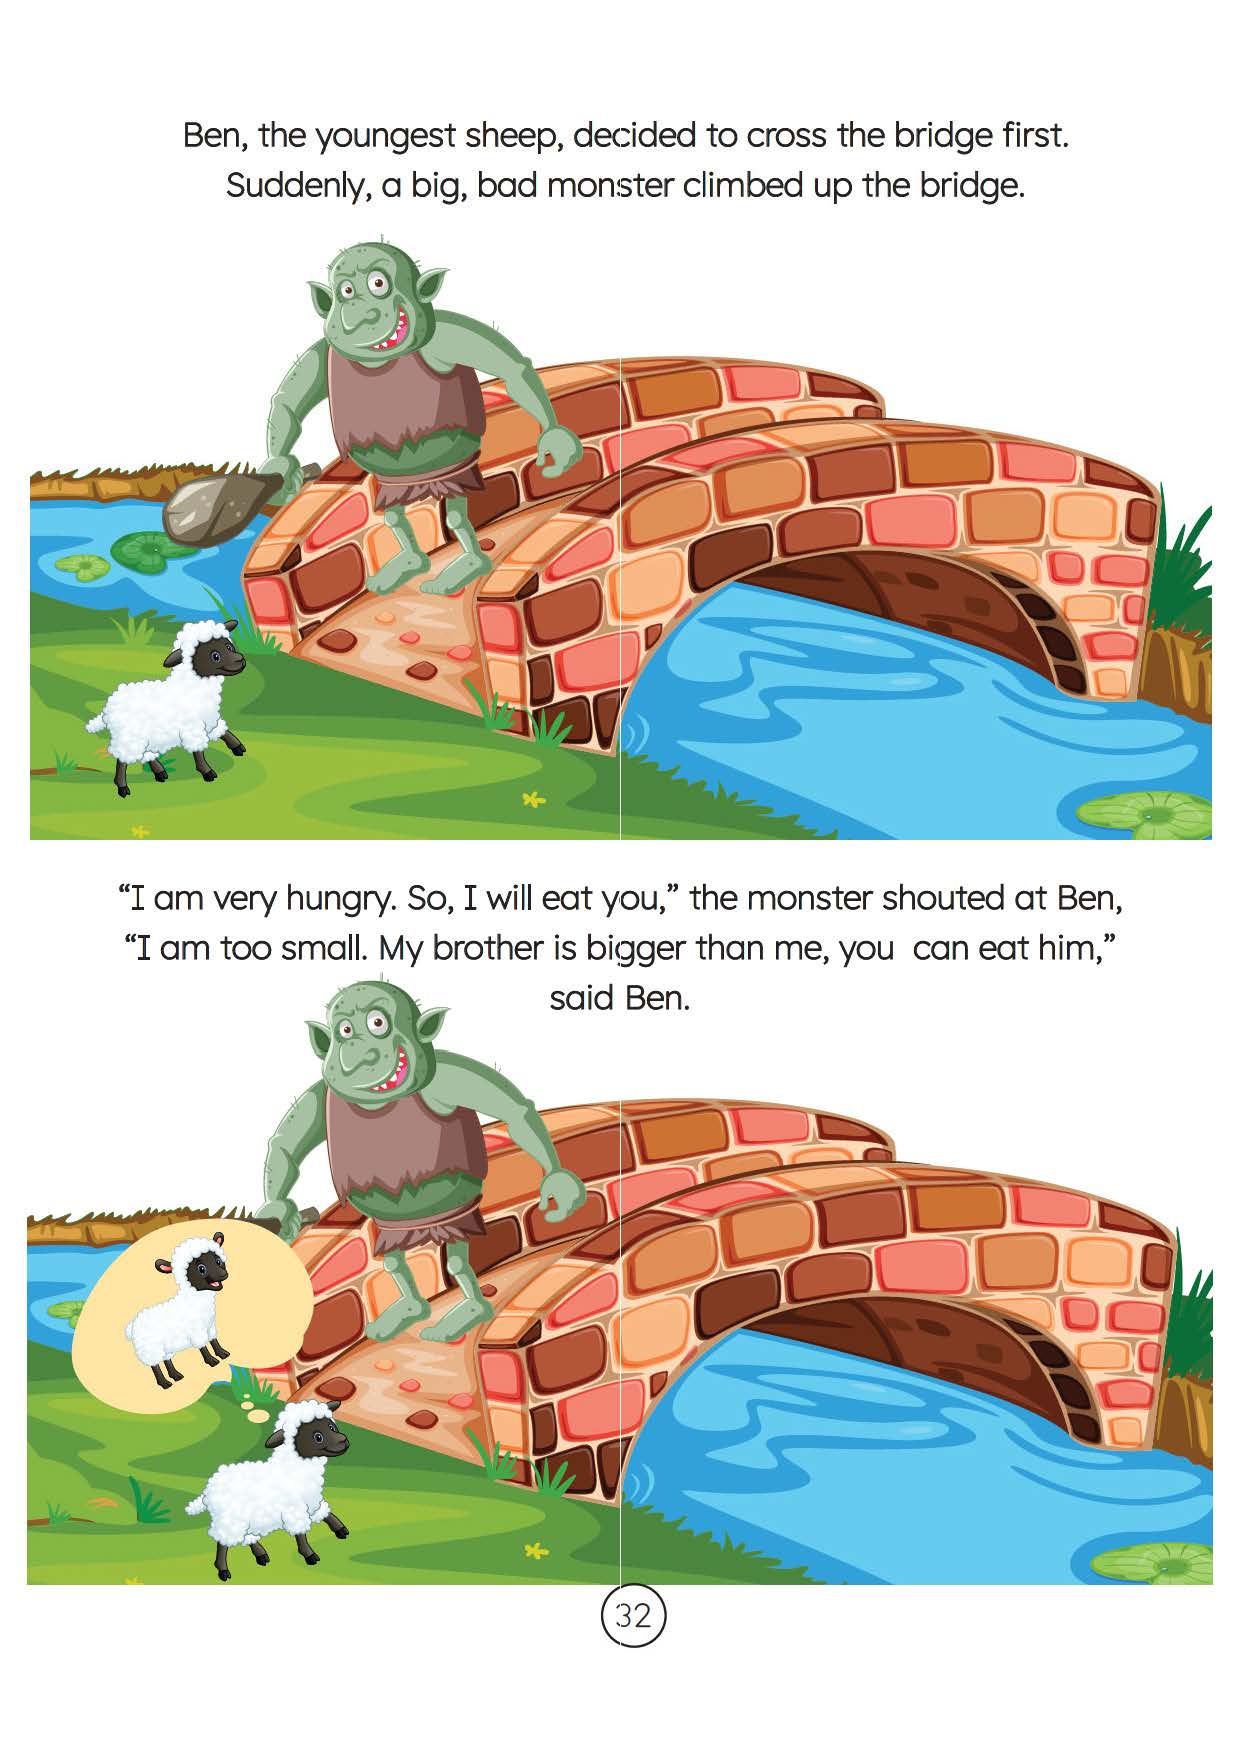 Ben, the youngest sheep, decided to cross the bridge first.
Suddenly, a big, bad monster climbed up the bridge.
“I am very hungry. So, I will eat you,” the monster shouted at Ben,
“I am too small. My brother is bigger than me, you  can eat him,”
said Ben.
32